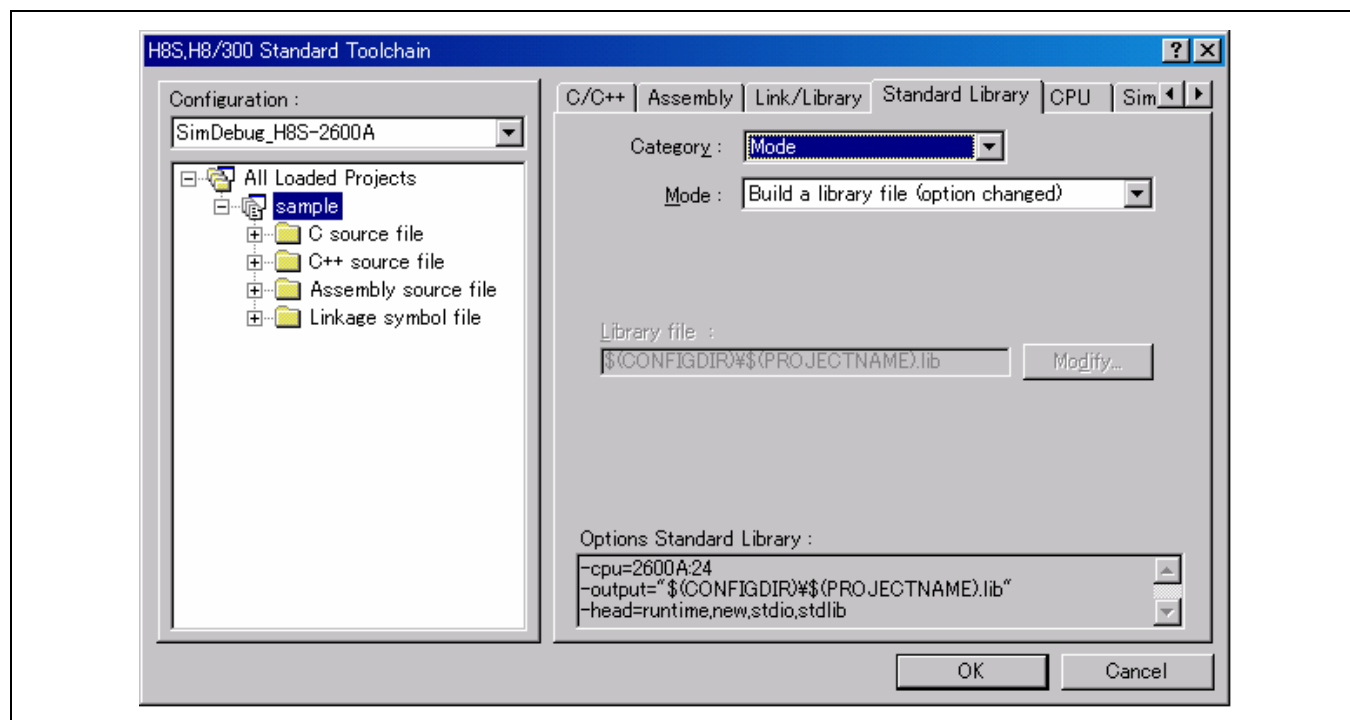 H8S,H8/300 Standard Toolchain
Configuration :
SimDebug_H8S-2600A
All Loaded Projects
sample
C source file
C++ source file
Assembly source file
Linkage symbol file
C/C++ Assembly Link/Library Standard Library CPU Sim
Category : Mode
Mode : Build a library file (option changed)
Library file :
$(CONFIGDIR)¥$(PROJECTNAME).lib Modify...
Options Standard Library :
-cpu=2600A:24
-output="$(CONFIGDIR)¥$(PROJECTNAME).lib"
-head=runtime,new,stdio,stdlib
OK Cancel